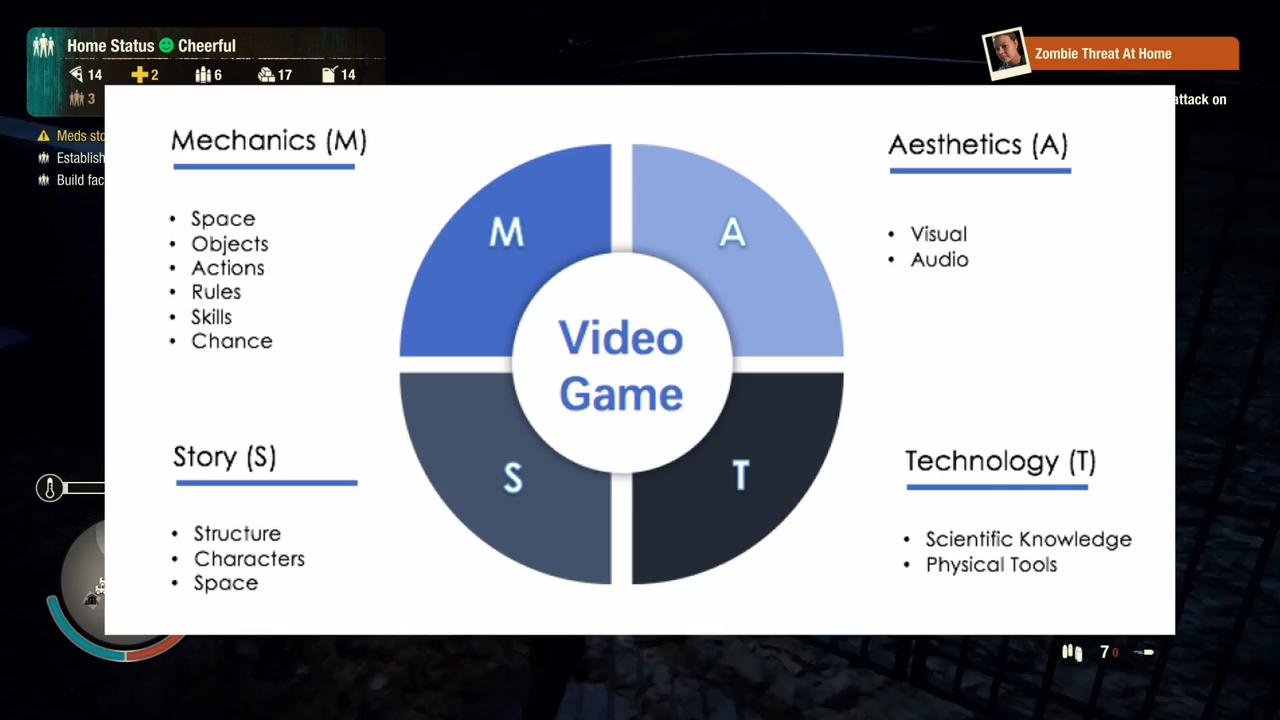 Home Status Cheerful
14 2 6 17 14
3
Meds sto
Establish
Build fac
Zombie Threat At Home
attack on
Mechanics (M)
• Space
• Objects
• Actions
• Rules
• Skills
• Chance
Aesthetics (A)
• Visual
• Audio
M
A
Video
Game
S
T
Story (S)
• Structure
• Characters
• Space
Technology (T)
• Scientific Knowledge
• Physical Tools
7 0